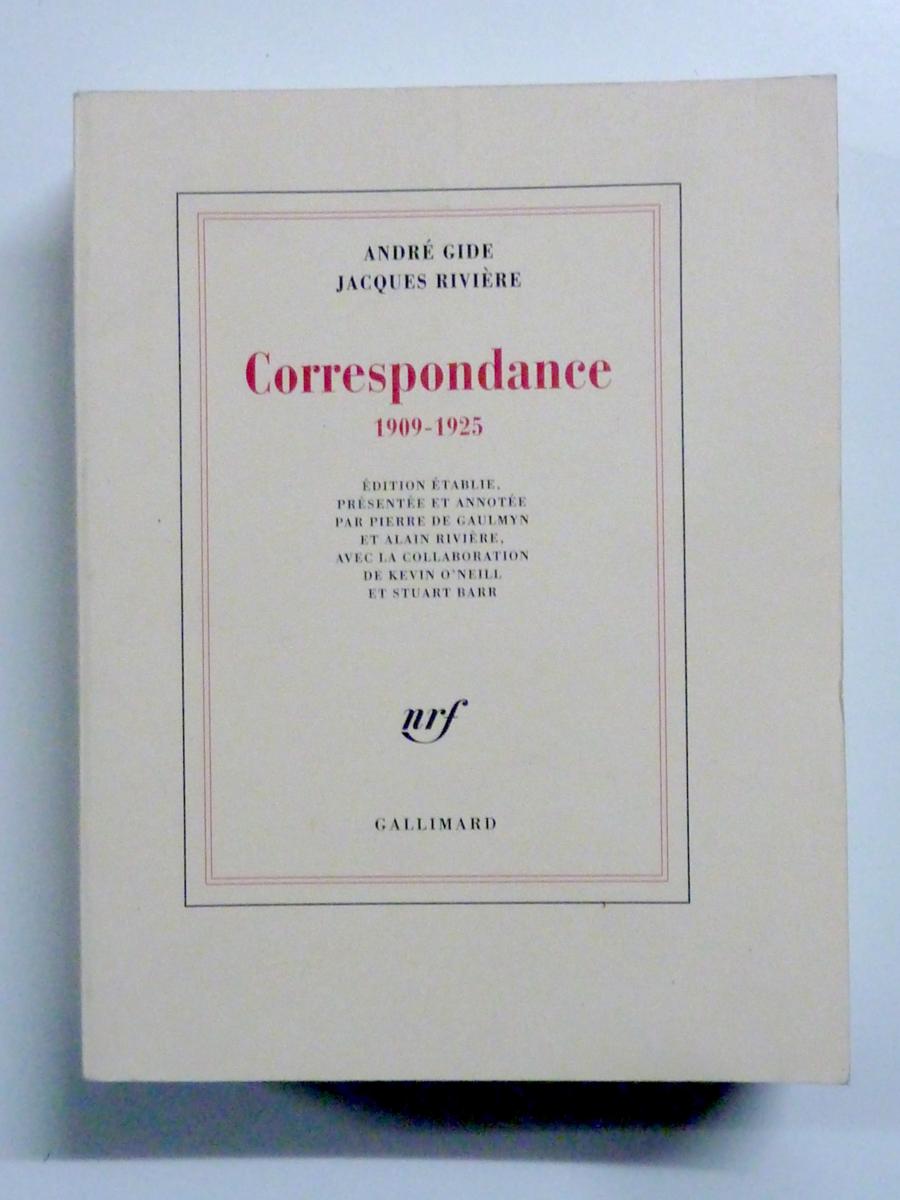 ANDRÉ GIDE
JACQUES RIVIÈRE
Correspondance
1909-1925
ÉDITION ÉTABLIE,
PRÉSENTÉE ET ANNOTÉE
PAR PIERRE DE GAULMYN
ET ALAIN RIVIÈRE,
AVEC LA COLLABORATION
DE KEVIN O'NEILL
ET STUART BARR
nrf
GALLIMARD